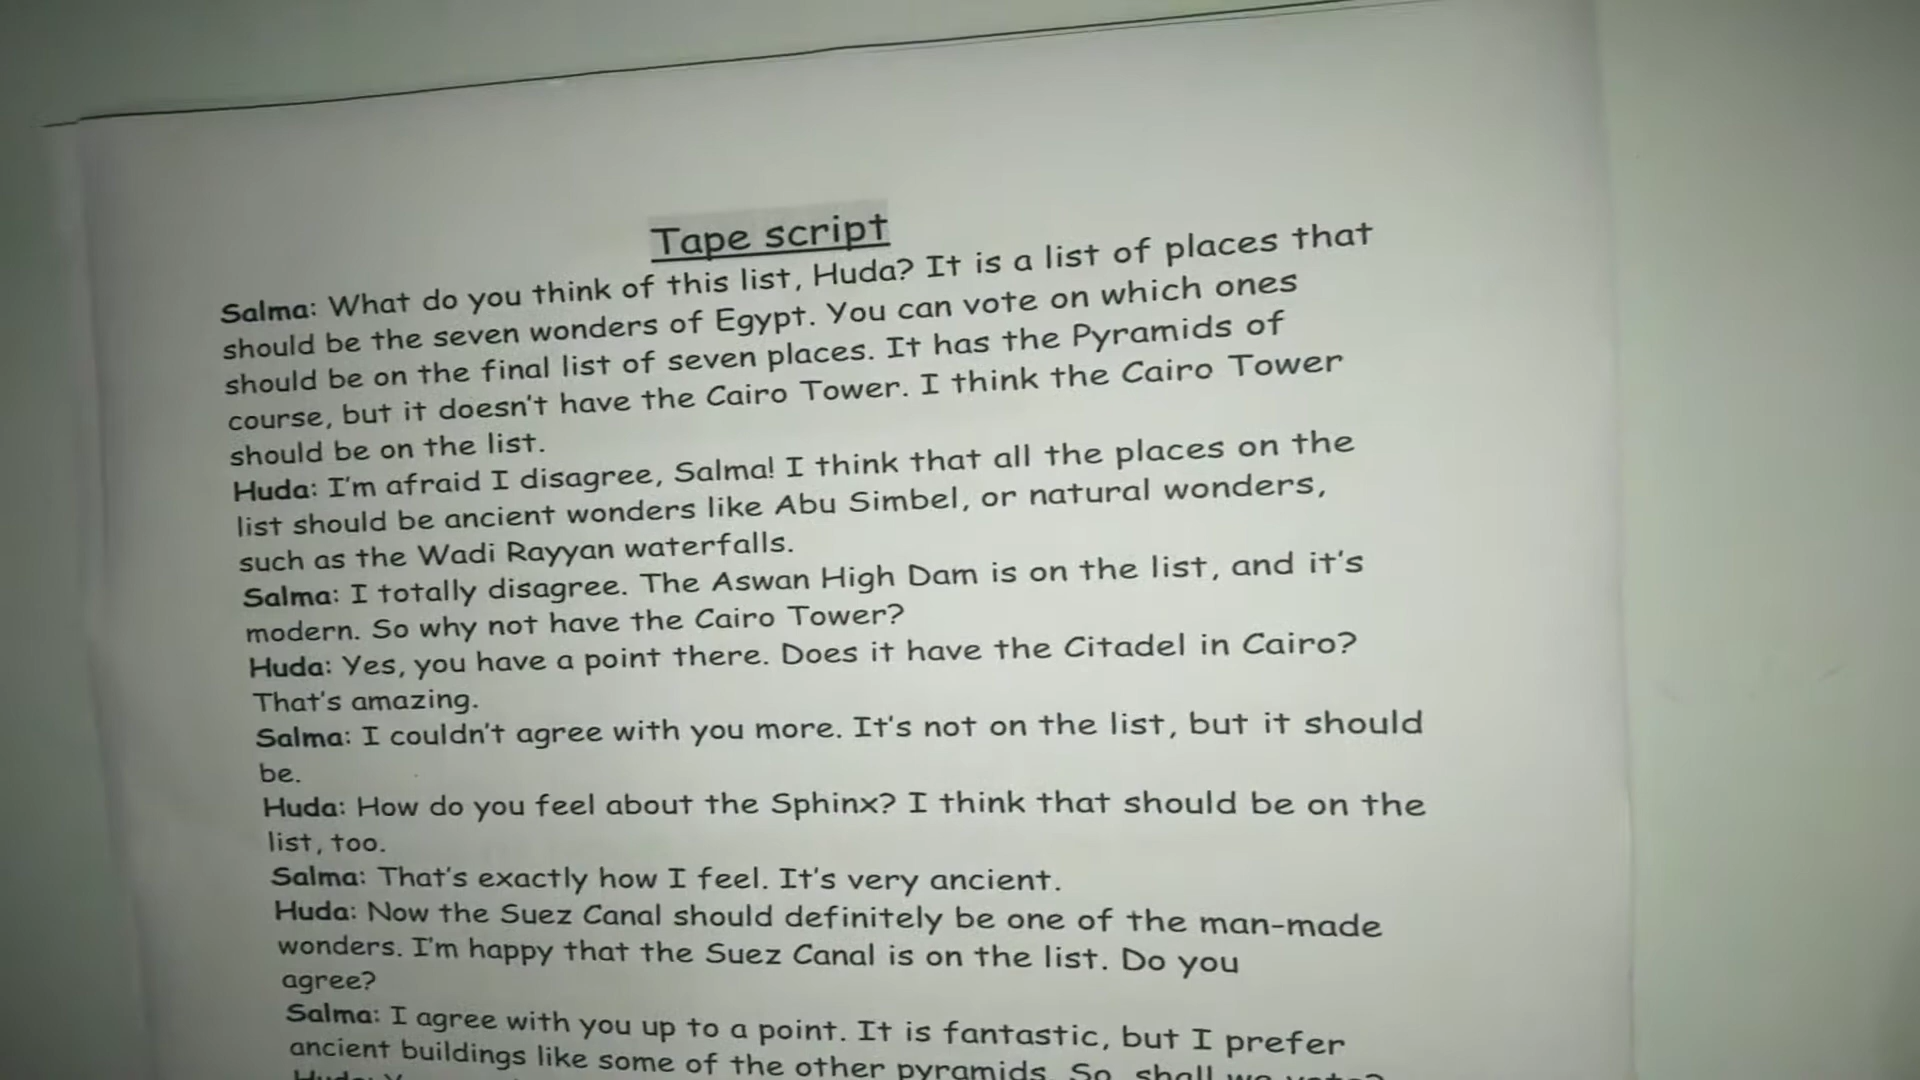 Tape script
Salma: What do you think of this list, Huda? It is a list of places that
should be the seven wonders of Egypt. You can vote on which ones
should be on the final list of seven places. It has the Pyramids of
course, but it doesn't have the Cairo Tower. I think the Cairo Tower
should be on the list.
Huda: I'm afraid I disagree, Salma! I think that all the places on the
list should be ancient wonders like Abu Simbel, or natural wonders,
such as the Wadi Rayyan waterfalls.
Salma: I totally disagree. The Aswan High Dam is on the list, and it's
modern. So why not have the Cairo Tower?
Huda: Yes, you have a point there. Does it have the Citadel in Cairo?
That's amazing.
Salma: I couldn't agree with you more. It's not on the list, but it should
be.
Huda: How do you feel about the Sphinx? I think that should be on the
list, too.
Salma: That's exactly how I feel. It's very ancient.
Huda: Now the Suez Canal should definitely be one of the man-made
wonders. I'm happy that the Suez Canal is on the list. Do you
agree?
Salma: I agree with you up to a point. It is fantastic, but I prefer
ancient buildings like some of the other pyramids. So, shall we vote?